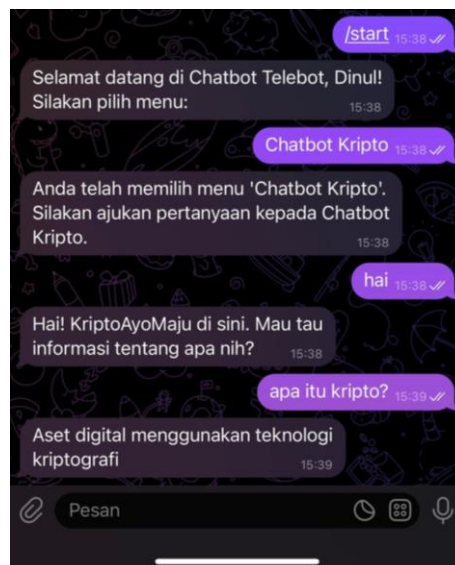 /start 15:38
Selamat datang di Chatbot Telebot, Dinul!
Silakan pilih menu:
15:38
Chatbot Kripto 15:38
Anda telah memilih menu 'Chatbot Kripto'.
Silakan ajukan pertanyaan kepada Chatbot
Kripto.
15:38
hai 15:38
Hai! KriptoAyoMaju di sini. Mau tau
informasi tentang apa nih? 15:38
apa itu kripto? 15:39
Aset digital menggunakan teknologi
kriptografi 15:39
Pesan